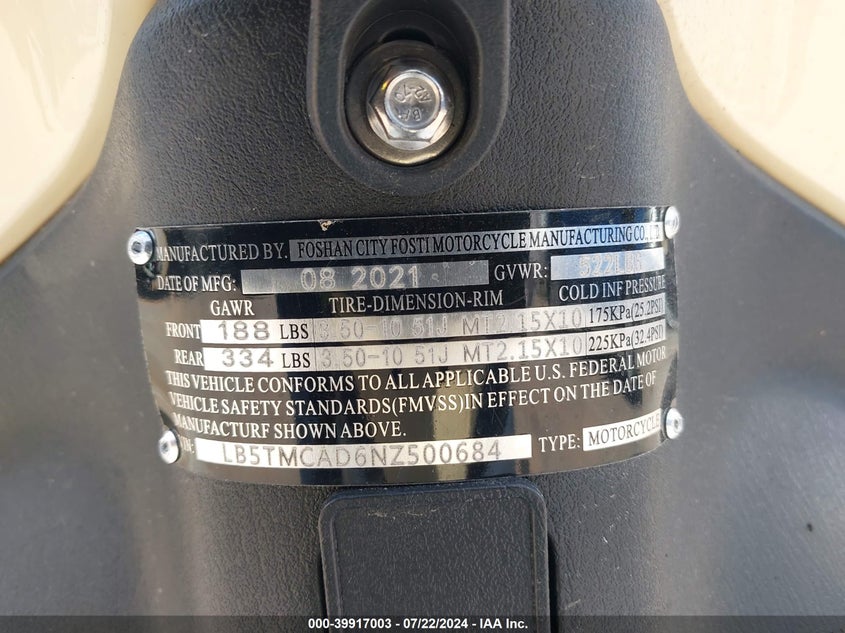 MANUFACTURED BY. FOSHAN CITY FOSTI MOTORCYCLE MANUFACTURING CO., LTD
DATE OF MFG: 08 2021 GVWR: 522LBS
GAWR TIRE-DIMENSION-RIM COLD INF PRESSURE
FRONT 188 LBS 3.50-10 51J MT2.15X10 175KPa(25.2PSI)
REAR 334 LBS 3.50-10 51J MT2.15X10 225KPa(32.4PSI)
THIS VEHICLE CONFORMS TO ALL APPLICABLE U.S. FEDERAL MOTOR
VEHICLE SAFETY STANDARDS(FMVSS)IN EFFECT ON THE DATE OF
MANUFACTURF SHOWN ABOVE.
VIN: LB5TMCAD6NZ500684 TYPE: MOTORCYCLE
000-39917003 - 07/22/2024 - IAA Inc.